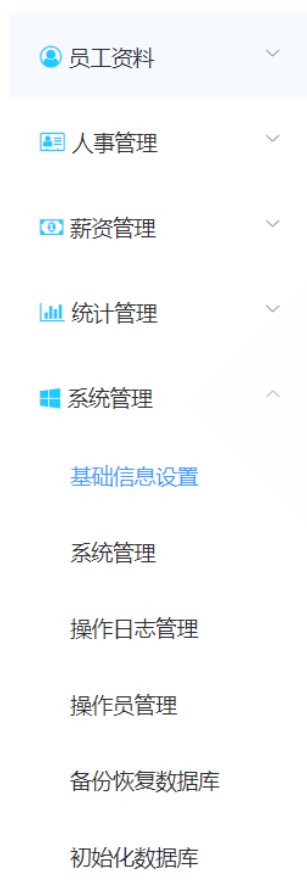 员工资料
人事管理
薪资管理
统计管理
系统管理
基础信息设置
系统管理
操作日志管理
操作员管理
备份恢复数据库
初始化数据库